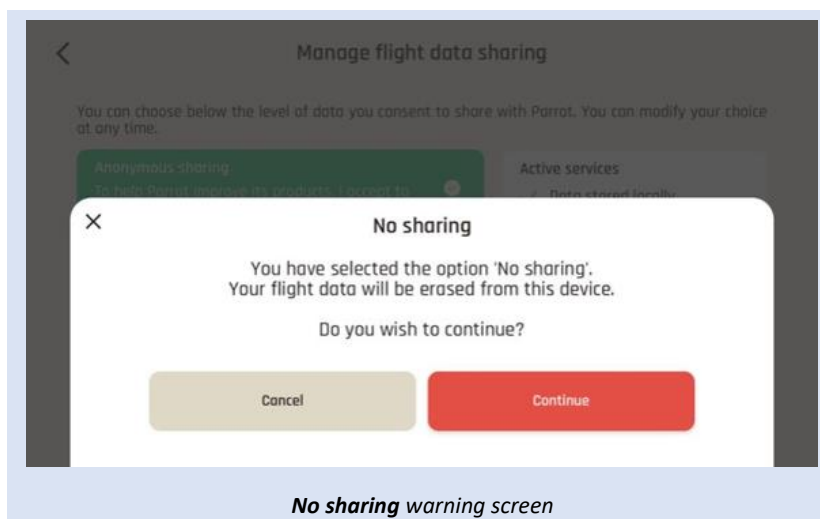 Manage flight data sharing
You can choose below the level of data you consent to share with Parrot. You can modify your choice
at any time.
Anonymous sharing
Active services
To help Parrot improve its products, I accept to
Data stored locally
No sharing
You have selected the option 'No sharing'.
Your flight data will be erased from this device.
Do you wish to continue?
Cancel
Continue
No sharing warning screen